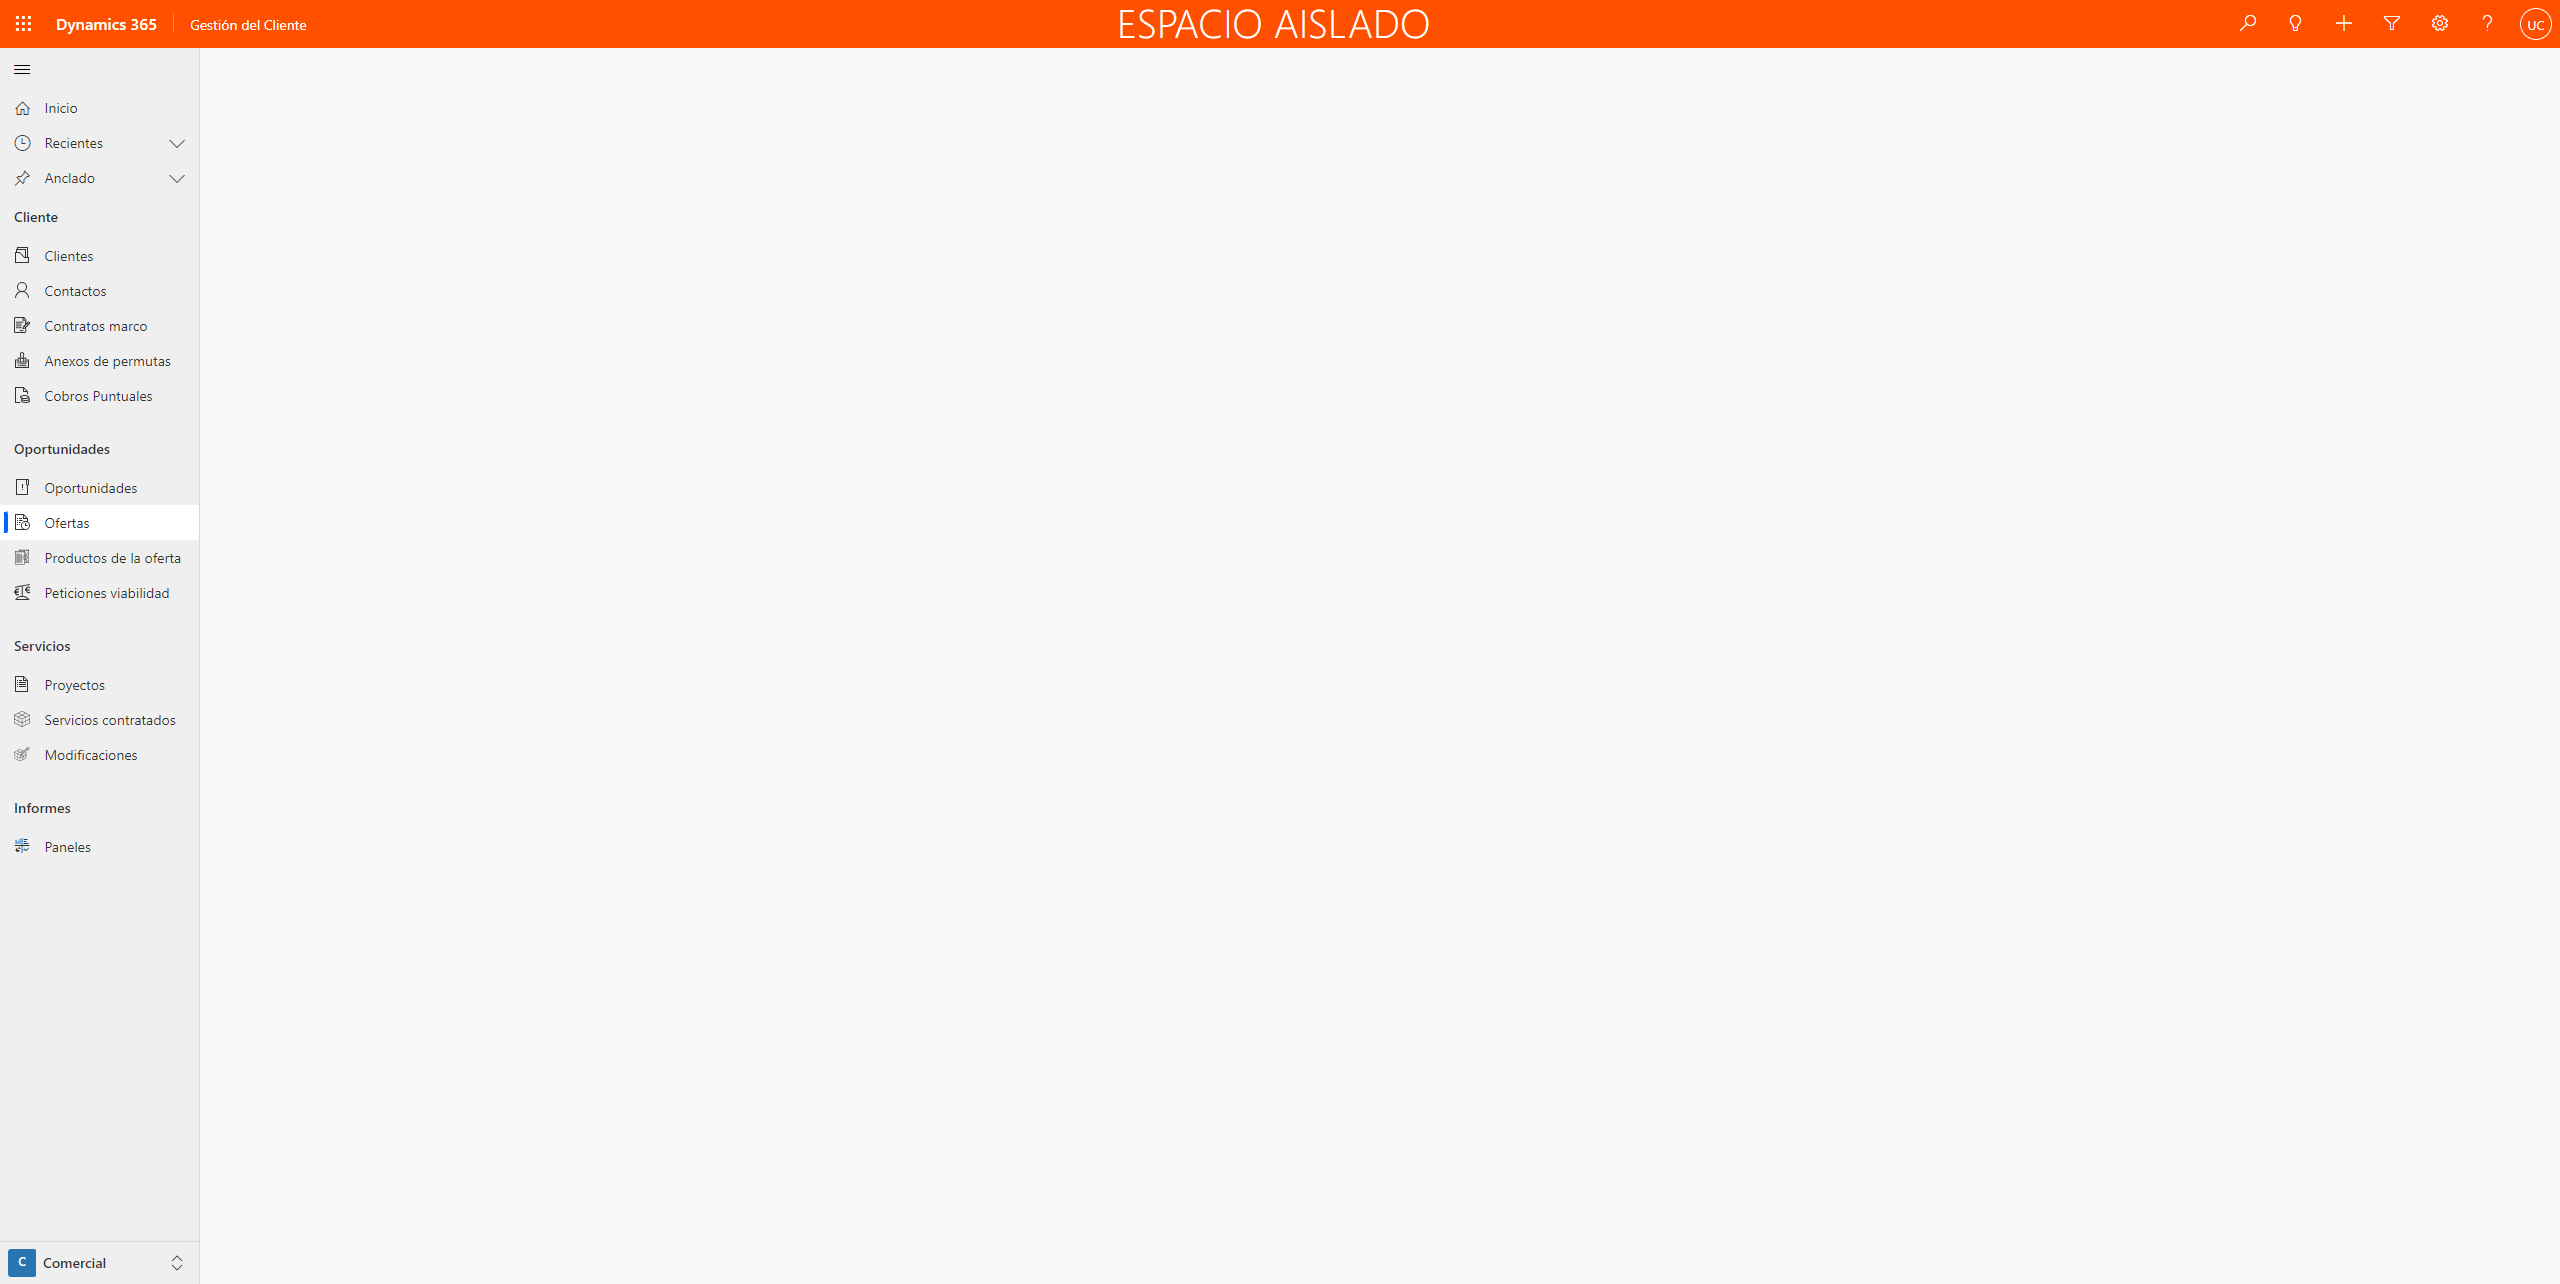 Dynamics 365
Gestión del Cliente
ESPACIO AISLADO
UC
Inicio
Recientes
Anclado
Cliente
Clientes
Contactos
Contratos marco
Anexos de permutas
Cobros Puntuales
Oportunidades
Oportunidades
Ofertas
Productos de la oferta
Peticiones viabilidad
Servicios
Proyectos
Servicios contratados
Modificaciones
Informes
Paneles
C Comercial